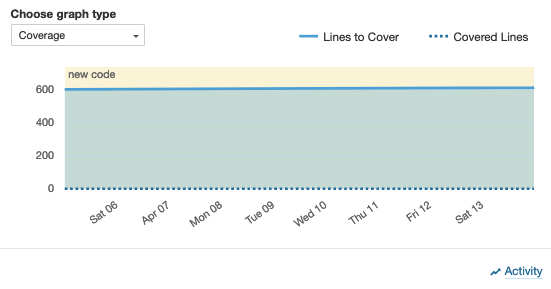 Choose graph type
Coverage
Lines to Cover
Covered Lines
new code
600
400
200
0
Sat 06
Apr 07
Mon 08
Tue 09
Wed 10
Thu 11
Fri 12
Sat 13
Activity